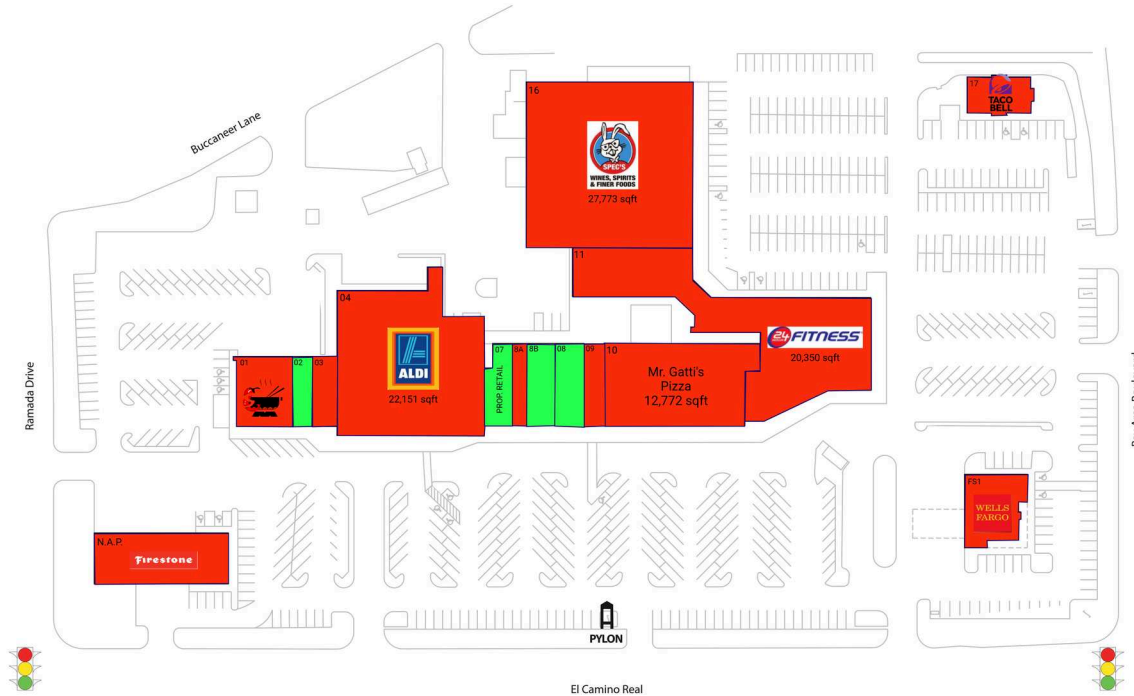 16
SPEC'S
WINES, SPIRITS
& FINER FOODS
27,773 sqft
17
TACO
BELL
Buccaneer Lane
11
04
ALDI
22,151 sqft
24 FITNESS
20,350 sqft
01
02
03
07
PROP. RETAIL
8A
8B
08
09
10
Mr. Gatti's
Pizza
12,772 sqft
Ramada Drive
FS1
WELLS
FARGO
N.A.P.
Firestone
PYLON
El Camino Real